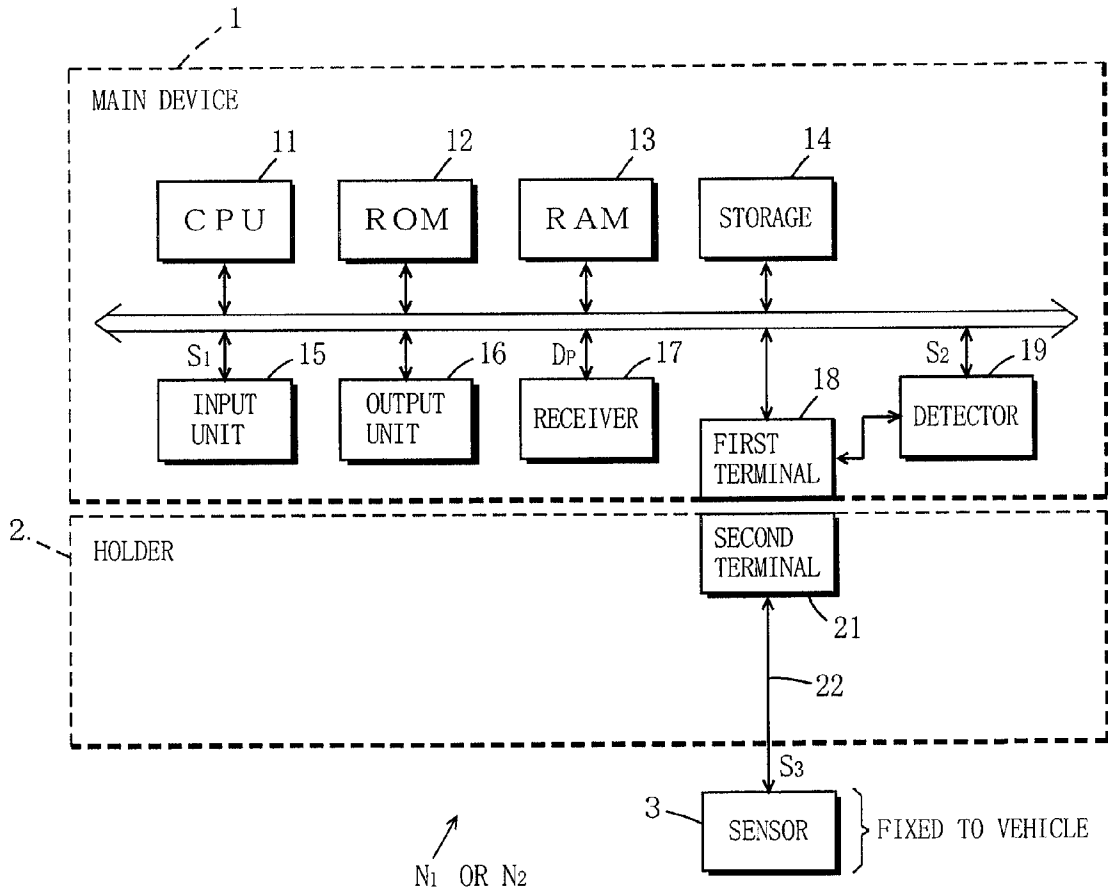 1
MAIN DEVICE
11
12
13
14
CPU
ROM
RAM
STORAGE
S1
15
16
DP
17
18
S2
19
INPUT
UNIT
OUTPUT
UNIT
RECEIVER
FIRST
TERMINAL
DETECTOR
2.
HOLDER
SECOND
TERMINAL
21
22
S3
3
SENSOR
FIXED TO VEHICLE
N1 OR N2